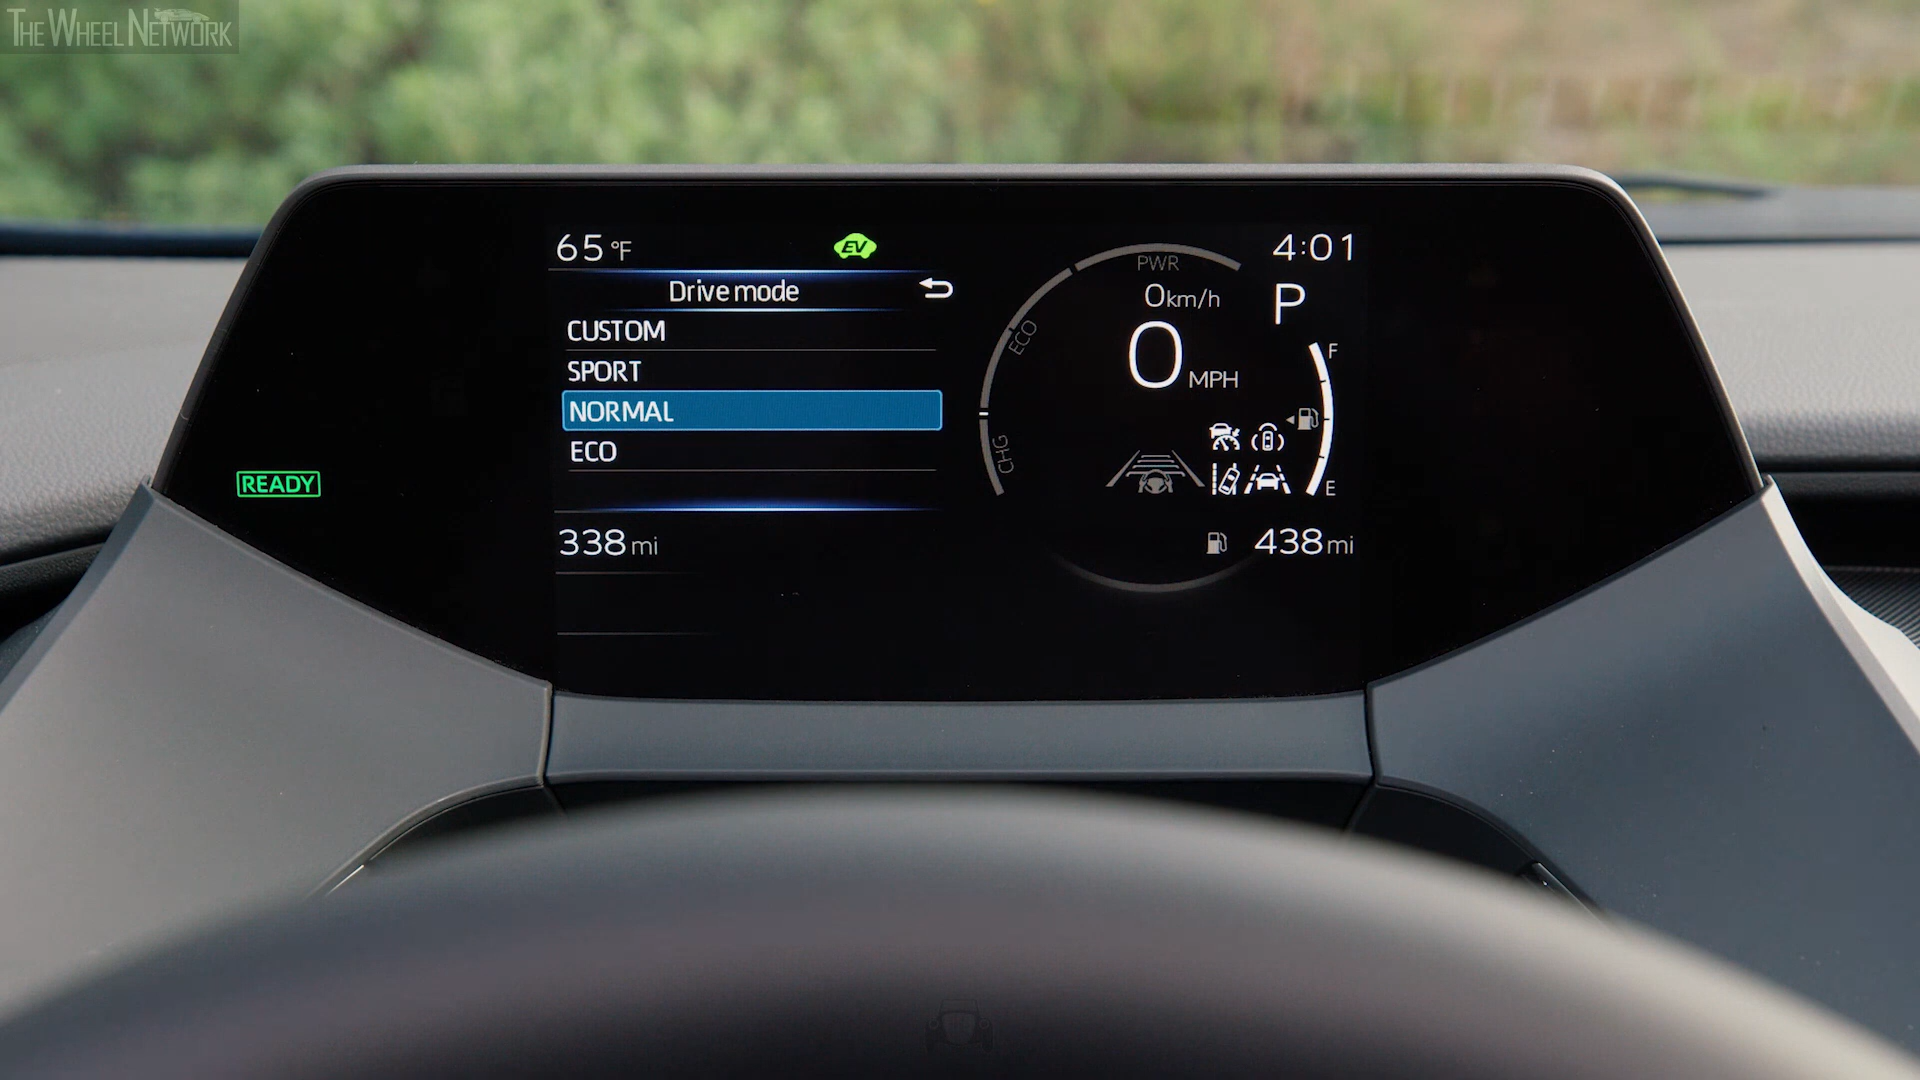 THE WHEEL NETWORK
65 °F
EV
4:01
Drive mode
CUSTOM
SPORT
NORMAL
ECO
PWR
0 km/h
P
0 MPH
ECO
CHG
F
E
READY
338 mi
438 mi